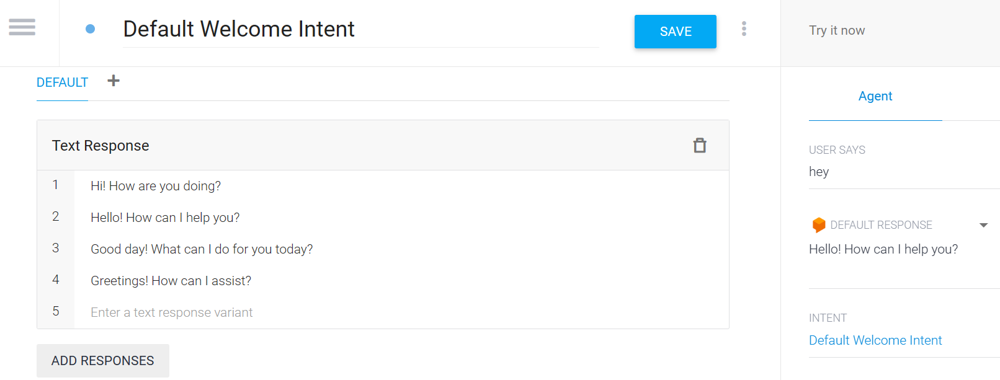 Default Welcome Intent
SAVE
Try it now
DEFAULT
Agent
Text Response
1 Hi! How are you doing?
2 Hello! How can I help you?
3 Good day! What can I do for you today?
4 Greetings! How can I assist?
5 Enter a text response variant
ADD RESPONSES
USER SAYS
hey
DEFAULT RESPONSE
Hello! How can I help you?
INTENT
Default Welcome Intent